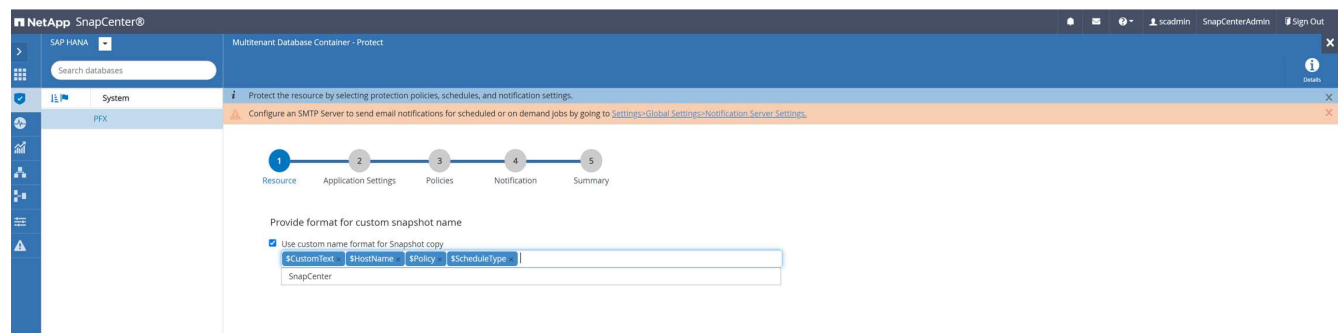 NetApp SnapCenter®
scadmin SnapCenterAdmin Sign Out
SAP HANA
Multitenant Database Container - Protect
Search databases
Details
System
Protect the resource by selecting protection policies, schedules, and notification settings.
PFX
Configure an SMTP Server to send email notifications for scheduled or on demand jobs by going to Settings>Global Settings>Notification Server Settings.
1 2 3 4 5
Resource Application Settings Policies Notification Summary
Provide format for custom snapshot name
Use custom name format for Snapshot copy
$CustomText × $HostName × $Policy × $ScheduleType ×
SnapCenter